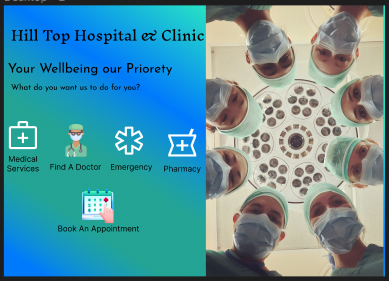 Hill Top Hospital & Clinic
Your Wellbeing our Priorety
What do you want us to do for you?
Medical
Services
Find A Doctor
Emergency
Pharmacy
Book An Appointment